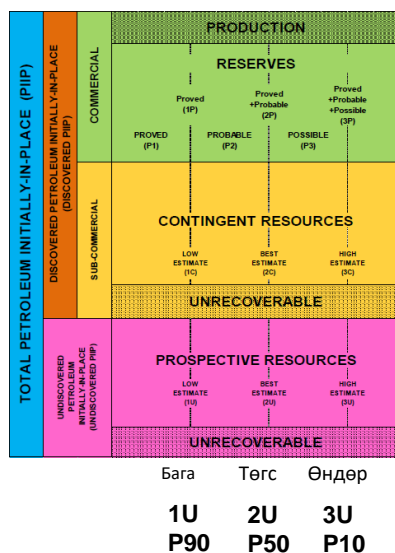 TOTAL PETROLEUM INITIALLY-IN-PLACE (PIIP)
DISCOVERED PETROLEUM INITIALLY-IN-PLACE
(DISCOVERED PIIP)
UNDISCOVERED
PETROLEUM
INITIALLY-IN-PLACE
(UNDISCOVERED PIIP)
COMMERCIAL
SUB-COMMERCIAL
PRODUCTION
RESERVES
Proved
(1P)
Proved
+Probable
(2P)
Proved
+Probable
+Possible
(3P)
PROVED
(P1)
PROBABLE
(P2)
POSSIBLE
(P3)
CONTINGENT RESOURCES
LOW
ESTIMATE
(1C)
BEST
ESTIMATE
(2C)
HIGH
ESTIMATE
(3C)
UNRECOVERABLE
PROSPECTIVE RESOURCES
LOW
ESTIMATE
(1U)
BEST
ESTIMATE
(2U)
HIGH
ESTIMATE
(3U)
UNRECOVERABLE
Бага Төгс Өндөр
1U 2U 3U
P90 P50 P10